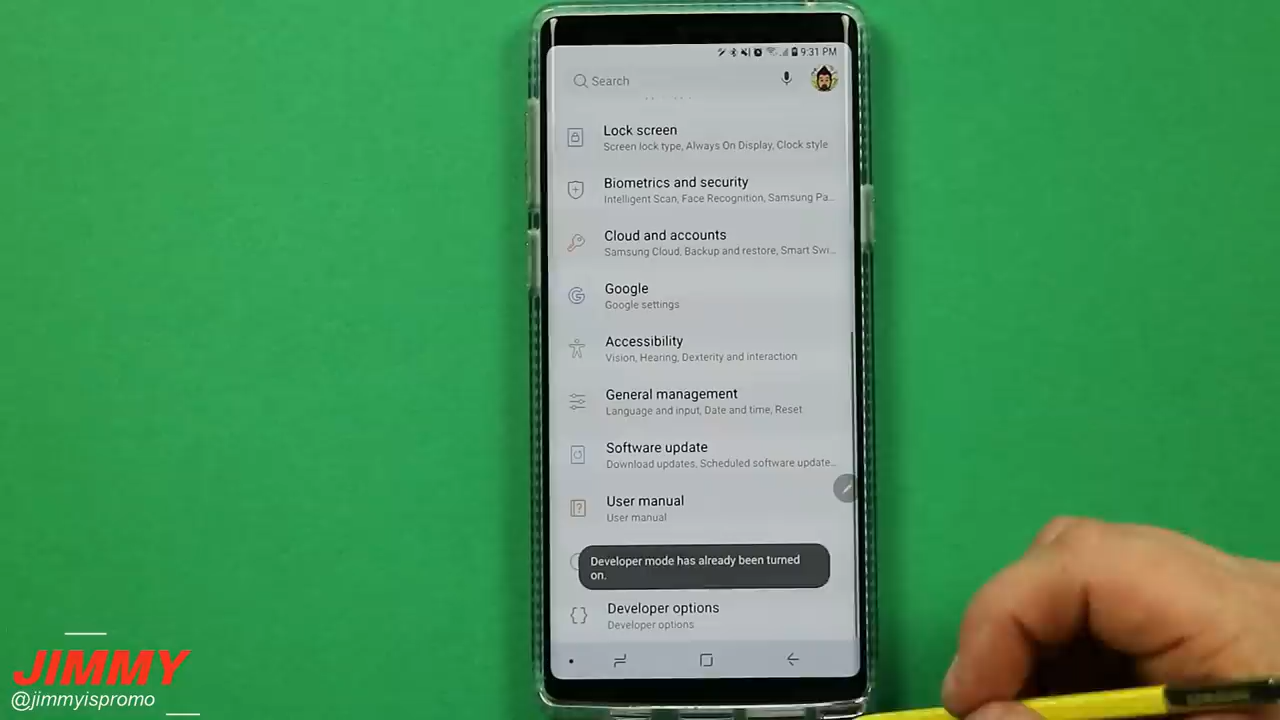 9:31 PM
Search
Lock screen
Screen lock type, Always On Display, Clock style
Biometrics and security
Intelligent Scan, Face Recognition, Samsung Pa...
Cloud and accounts
Samsung Cloud, Backup and restore, Smart Swi...
Google
Google settings
Accessibility
Vision, Hearing, Dexterity and interaction
General management
Language and input, Date and time, Reset
Software update
Download updates, Scheduled software update...
User manual
User manual
Developer mode has already been turned
on.
Developer options
Developer options
JIMMY
@jimmyispromo